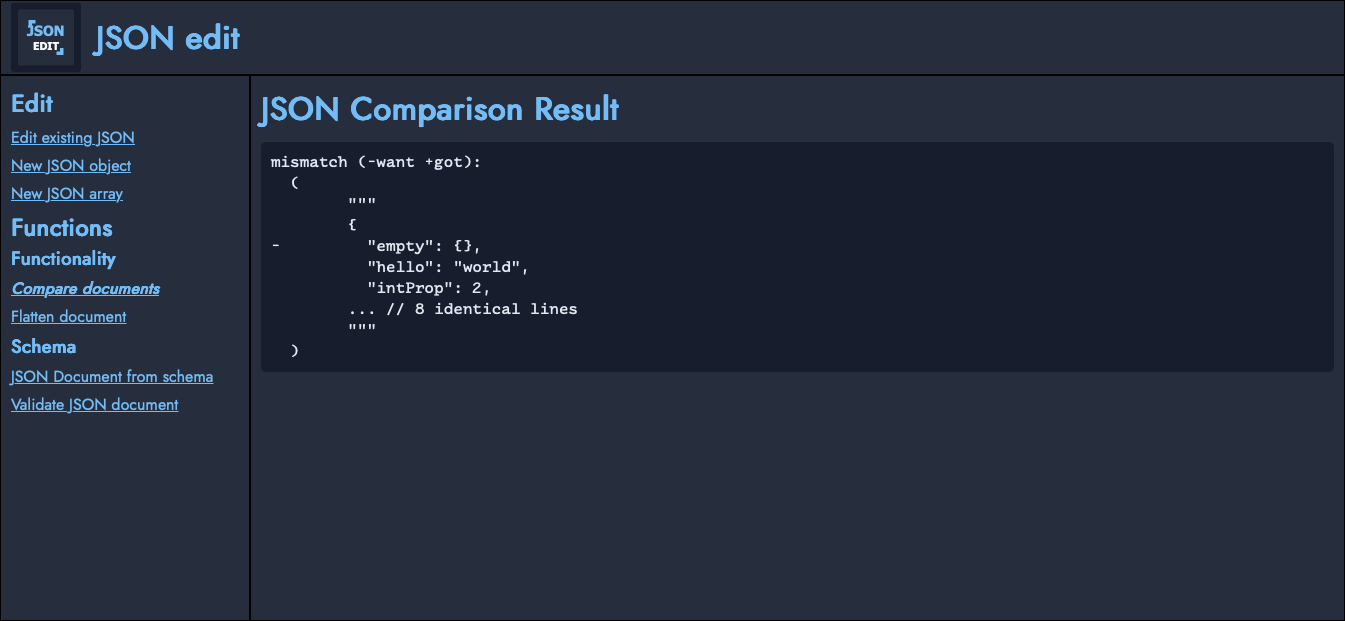 JSON
EDIT
JSON edit
Edit
Edit existing JSON
New JSON object
New JSON array
Functions
Functionality
Compare documents
Flatten document
Schema
JSON Document from schema
Validate JSON document
JSON Comparison Result
mismatch (-want +got):
  (
        """
        {
-         "empty": {},
          "hello": "world",
          "intProp": 2,
        ... // 8 identical lines
        """
  )